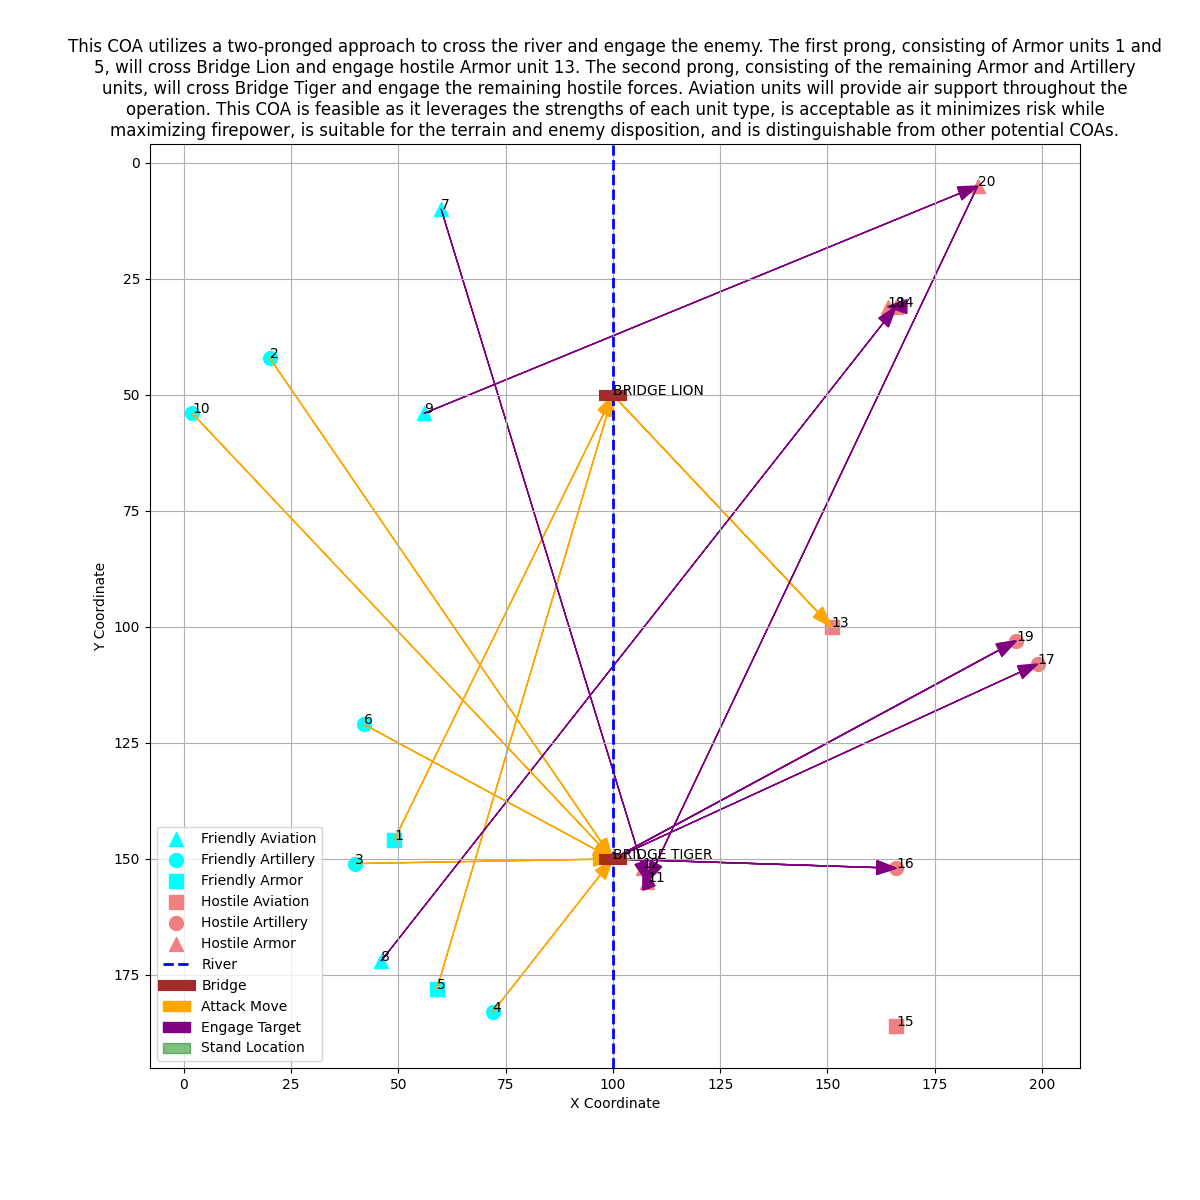 This COA utilizes a two-pronged approach to cross the river and engage the enemy. The first prong, consisting of Armor units 1 and
5, will cross Bridge Lion and engage hostile Armor unit 13. The second prong, consisting of the remaining Armor and Artillery
units, will cross Bridge Tiger and engage the remaining hostile forces. Aviation units will provide air support throughout the
operation. This COA is feasible as it leverages the strengths of each unit type, is acceptable as it minimizes risk while
maximizing firepower, is suitable for the terrain and enemy disposition, and is distinguishable from other potential COAs.
0
25
50
75
100
125
150
175
Y Coordinate
7
20
2
10
9
BRIDGE LION
13
19
17
6
1
3
BRIDGE TIGER
11
16
8
5
4
15
Friendly Aviation
Friendly Artillery
Friendly Armor
Hostile Aviation
Hostile Artillery
Hostile Armor
River
Bridge
Attack Move
Engage Target
Stand Location
0
25
50
75
100
125
150
175
200
X Coordinate